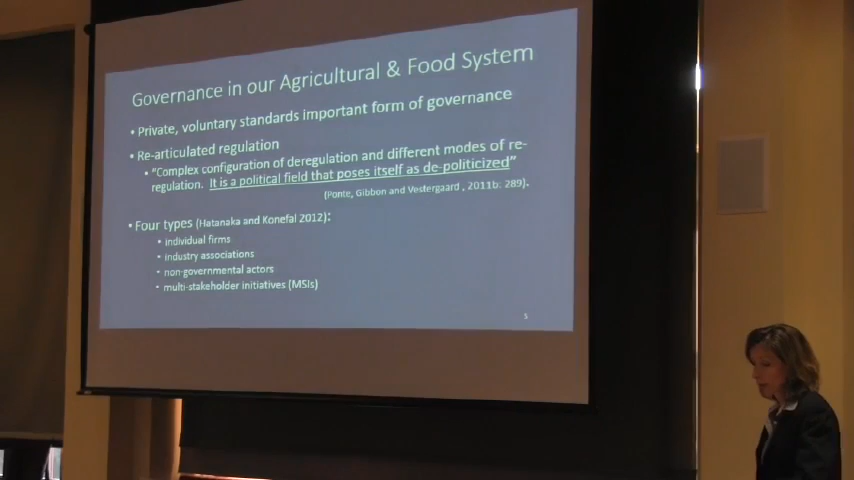 Governance in our Agricultural & Food System
• Private, voluntary standards important form of governance
• Re-articulated regulation
• "Complex configuration of deregulation and different modes of re-
regulation. It is a political field that poses itself as de-politicized"
(Ponte, Gibbon and Vestergaard , 2011b: 289).
• Four types (Hatanaka and Konefal 2012):
• individual firms
• industry associations
• non-governmental actors
• multi-stakeholder initiatives (MSIs)